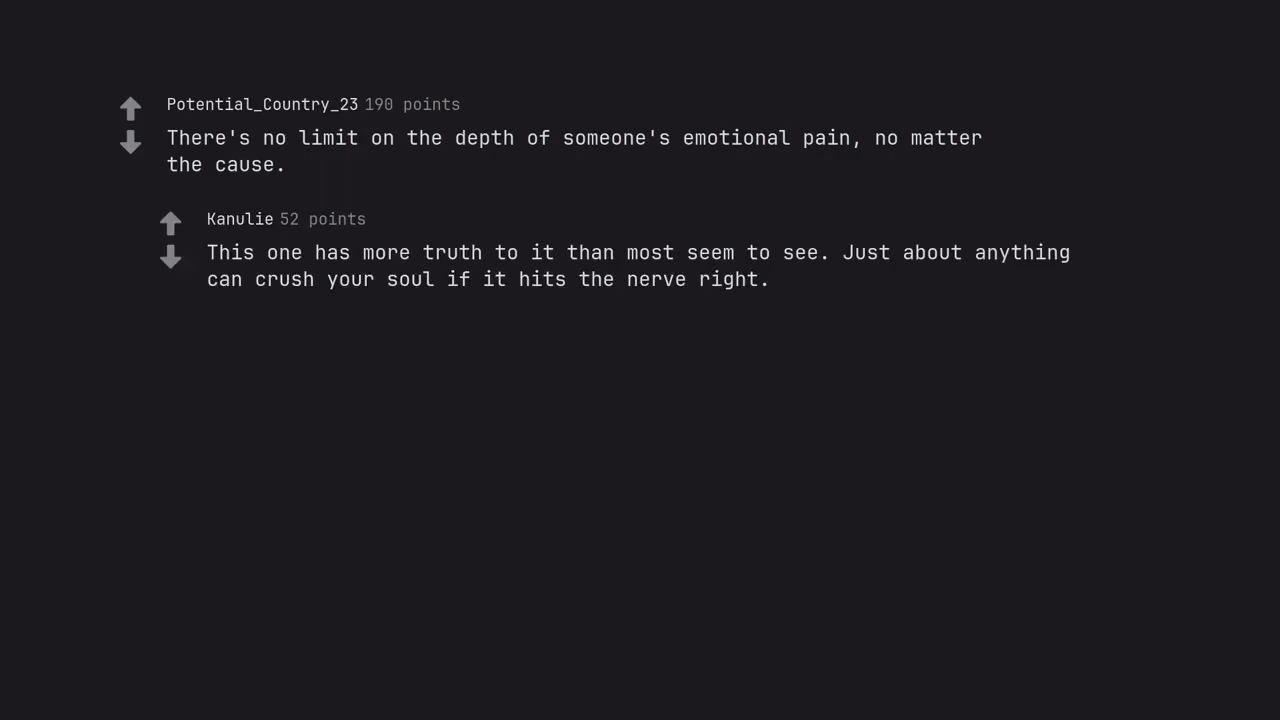 Potential_Country_23 190 points
There's no limit on the depth of someone's emotional pain, no matter
the cause.
Kanulie 52 points
This one has more truth to it than most seem to see. Just about anything
can crush your soul if it hits the nerve right.